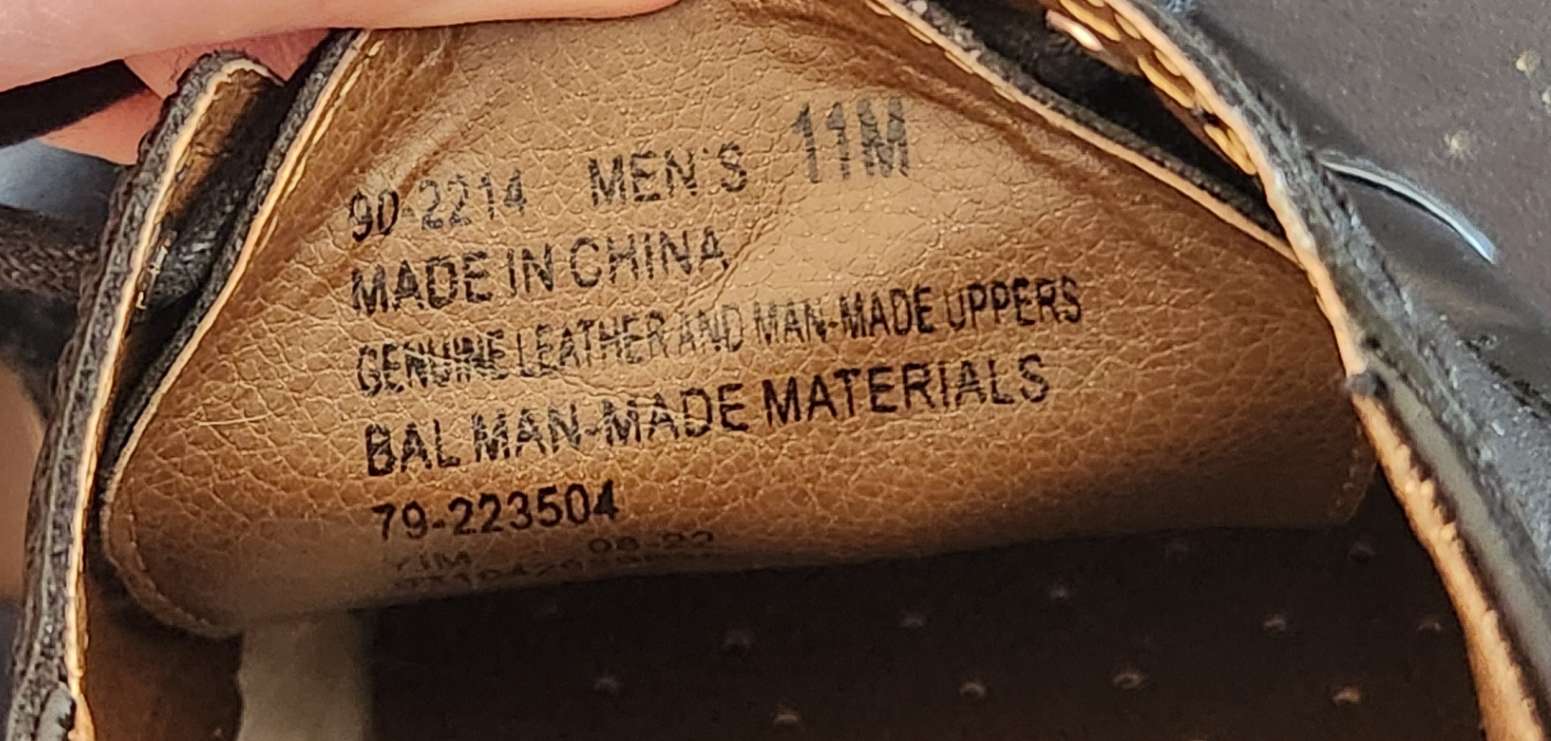 90-2214 MEN'S 11M
MADE IN CHINA
GENUINE LEATHER AND MAN-MADE UPPERS
BAL MAN-MADE MATERIALS
79-223504